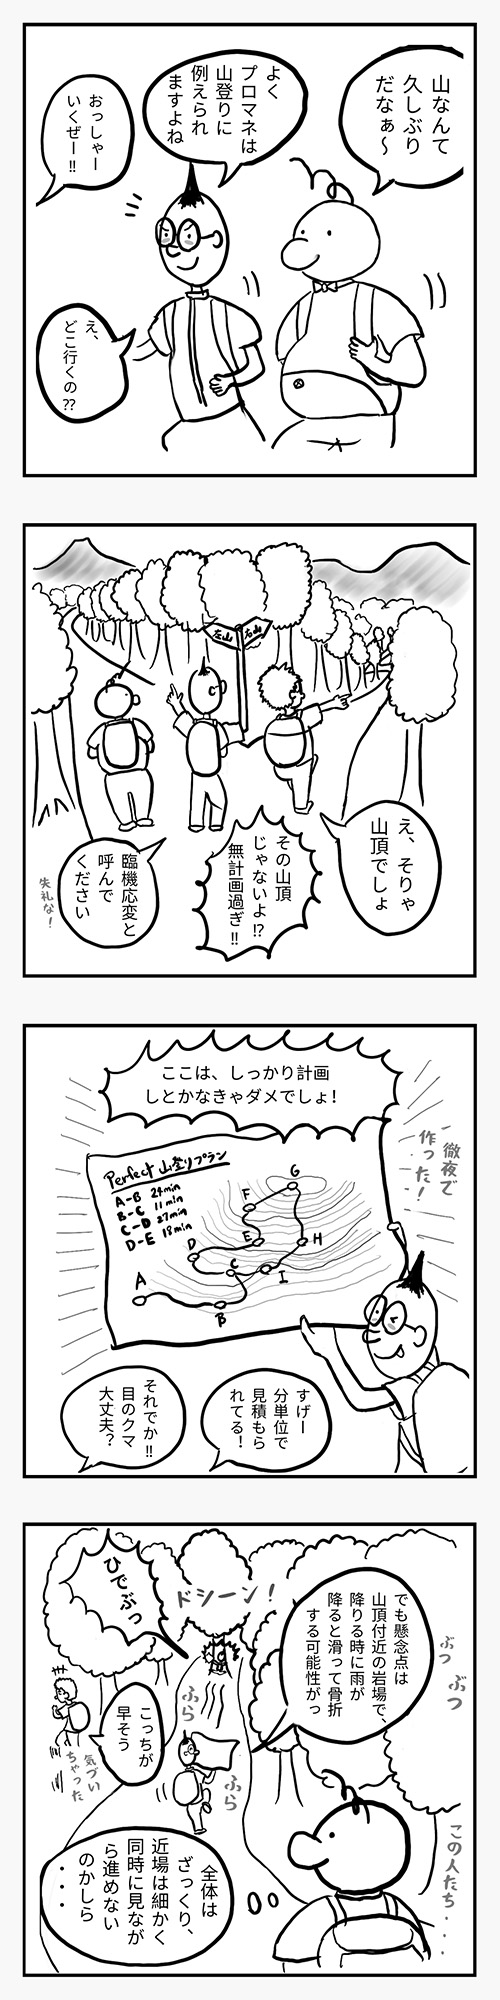 山なんて
久しぶり
だなぁ〜
よく
プロマネは
山登りに
例えられ
ますよね
おっしゃー
いくぜー!!
え、
どこ行くの??
左山
右山
え、そりゃ
山頂でしょ
その山頂
じゃないよ!?
無計画過ぎ!!
臨機応変と
呼んで
ください
失礼な!
ここは、しっかり計画
しとかなきゃダメでしょ!
徹夜で
作った!
Perfect 山登りプラン
A-B 24min
B-C 11min
C-D 27min
D-E 18min
A
B
C
D
E
F
G
H
I
すげー
分単位で
見積もら
れてる!
それでか!!
目のクマ
大丈夫?
でも懸念点は
山頂付近の岩場で、
降りる時に雨が
降ると滑って骨折
する可能性がっ
ぶつ
ぶつ
ドシーン!
ひでぶっ
こっちが
早そう
気づい
ちゃった
ふら
ふら
この人たち・・・・
全体は
ざっくり、
近場は細かく
同時に見なが
ら進めない
のかしら
・・・